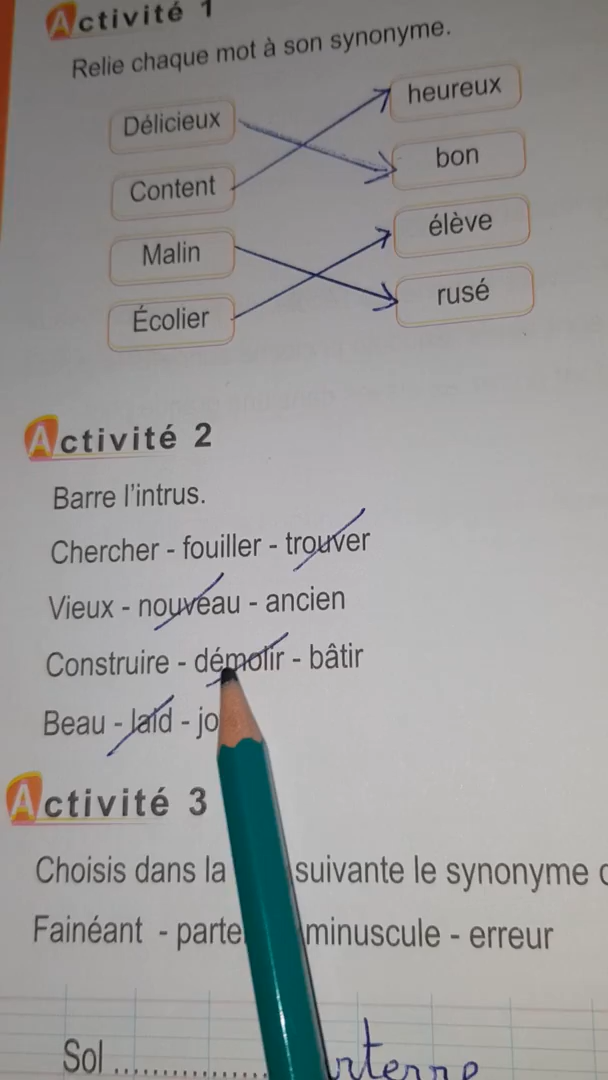 Activité 1
Relie chaque mot à son synonyme.
Délicieux
heureux
Content
bon
Malin
élève
Écolier
rusé
Activité 2
Barre l'intrus.
Chercher - fouiller - trouver
Vieux - nouveau - ancien
Construire - démolir - bâtir
Beau - laid - jo
Activité 3
Choisis dans la suivante le synonyme
Fainéant - parte minuscule - erreur
Sol ................